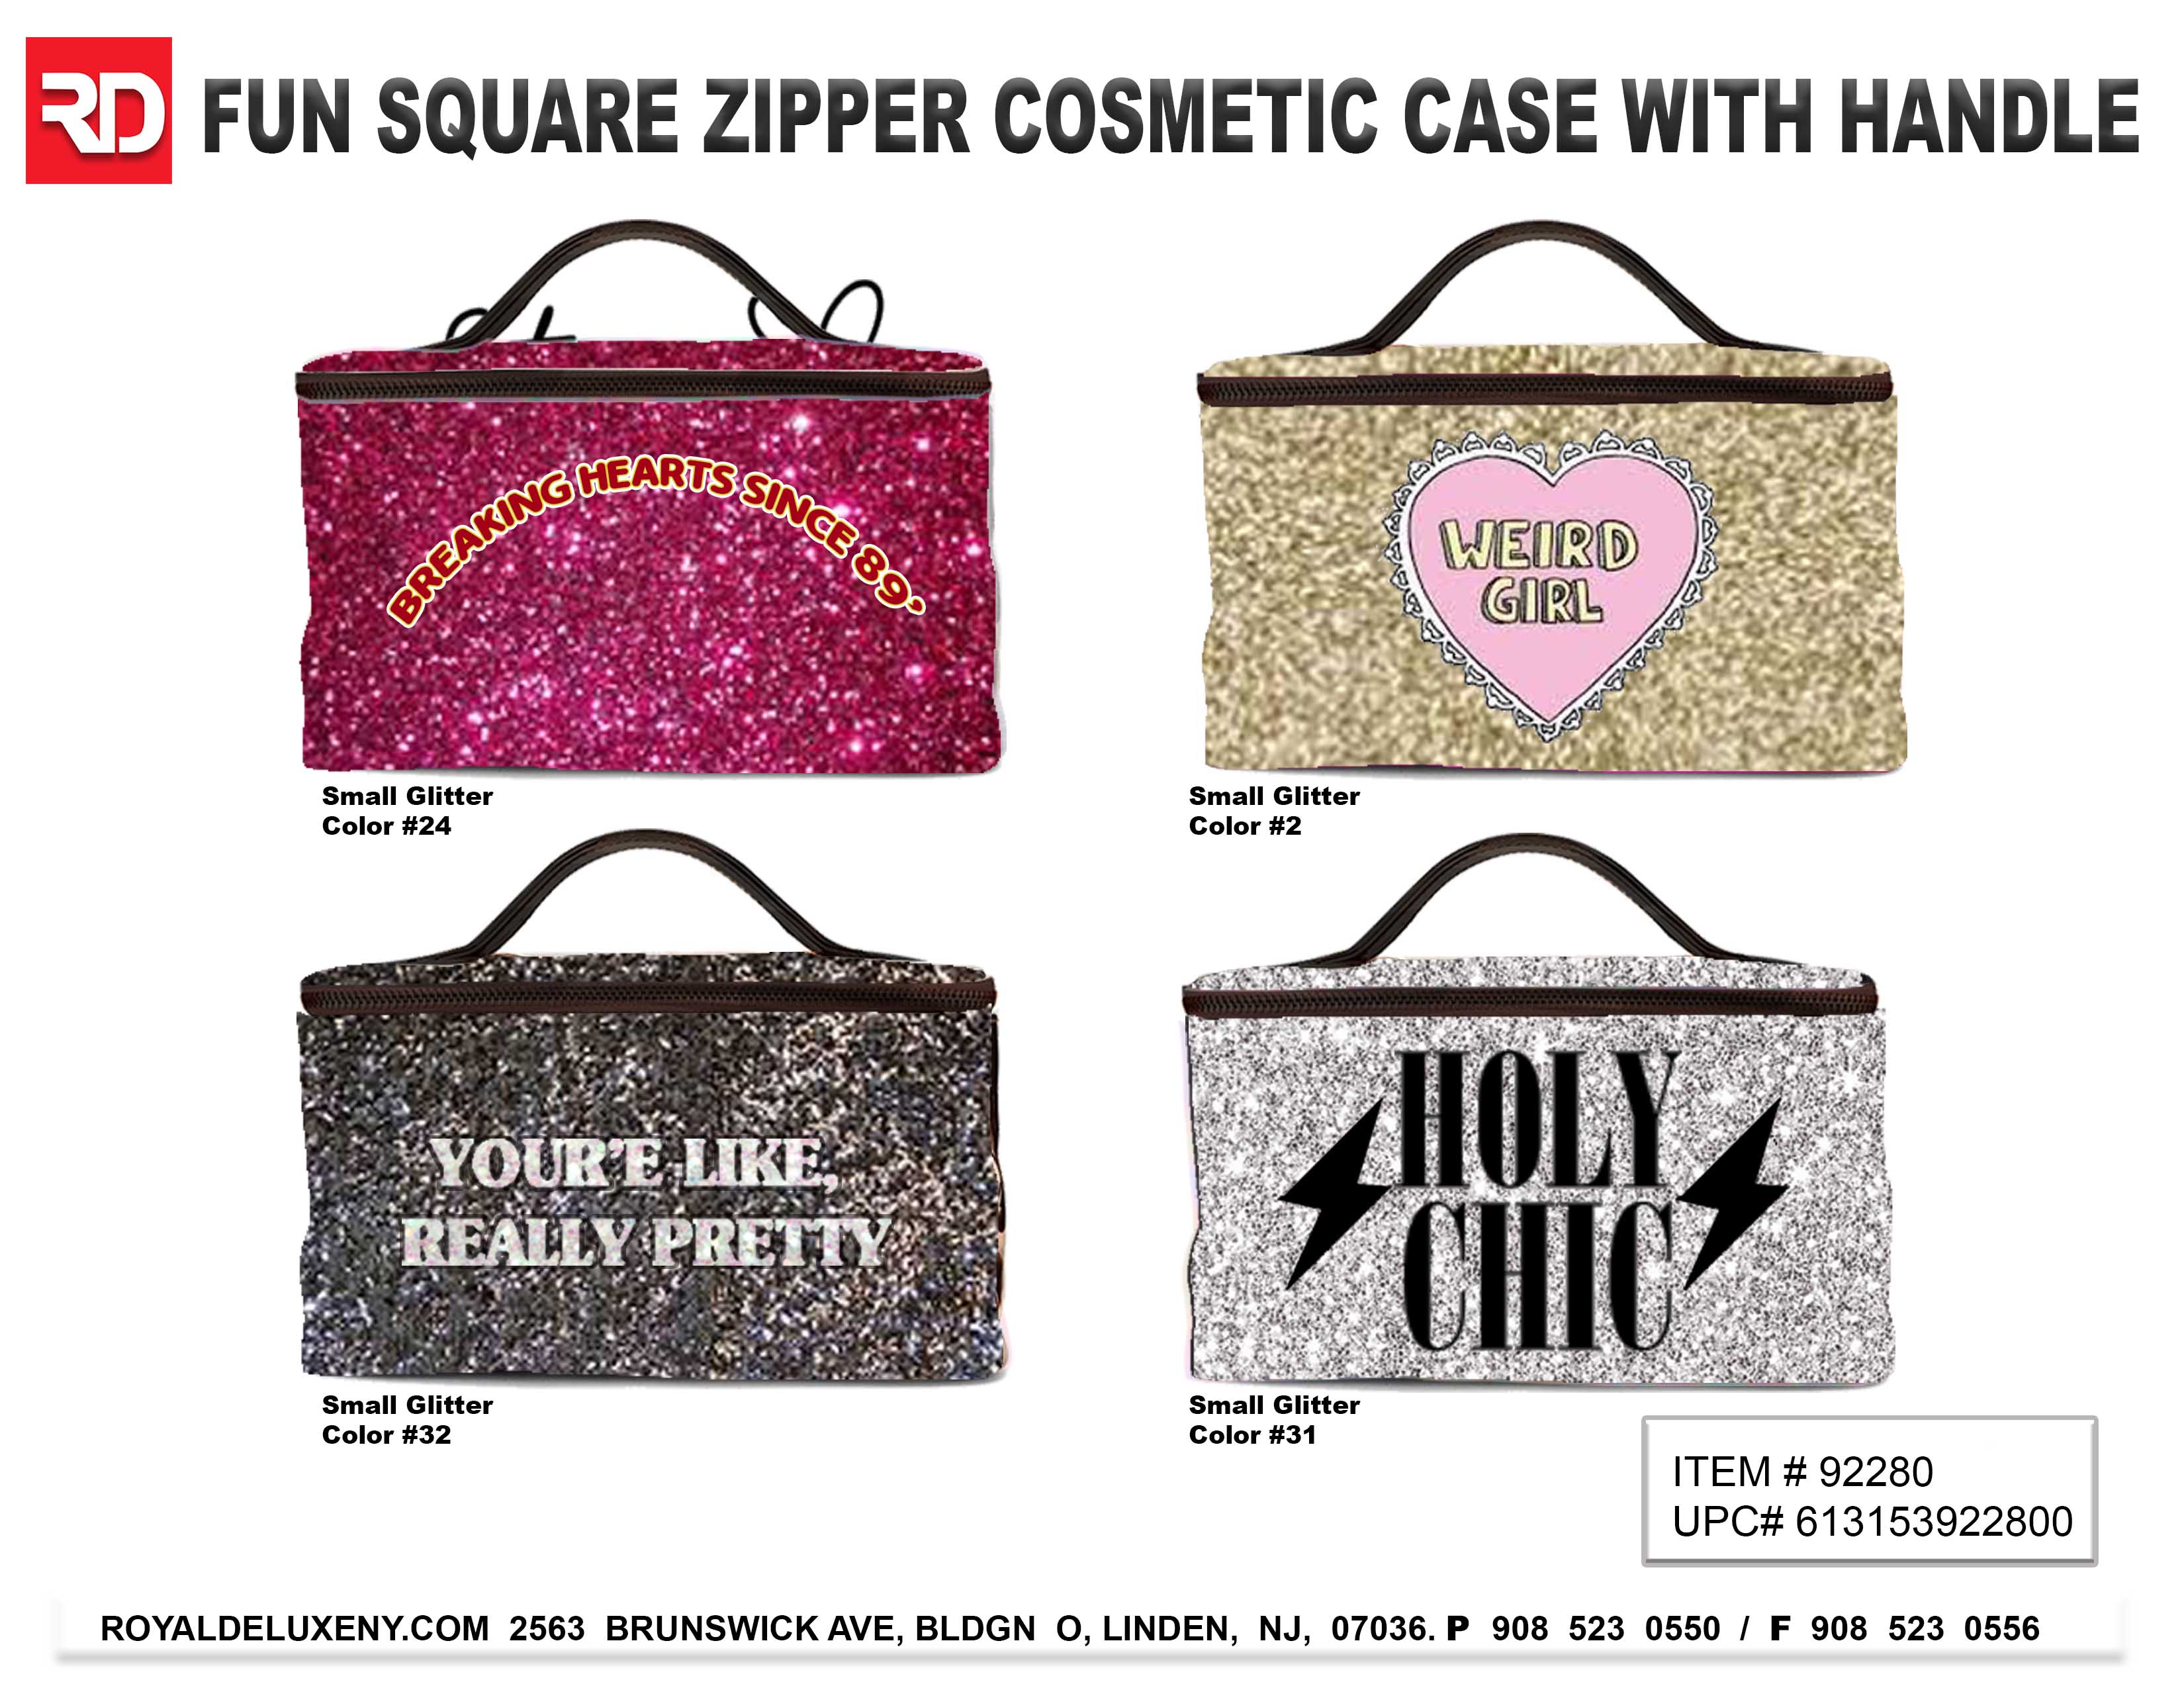 RD FUN SQUARE ZIPPER COSMETIC CASE WITH HANDLE
BREAKING HEARTS SINCE 89'
Small Glitter
Color #24
WEIRD
GIRL
Small Glitter
Color #2
YOUR'E LIKE,
REALLY PRETTY
Small Glitter
Color #32
HOLY
CHIC
Small Glitter
Color #31
ITEM # 92280
UPC# 613153922800
ROYALDELUXENY.COM 2563 BRUNSWICK AVE, BLDGN O, LINDEN, NJ, 07036. P 908 523 0550 / F 908 523 0556